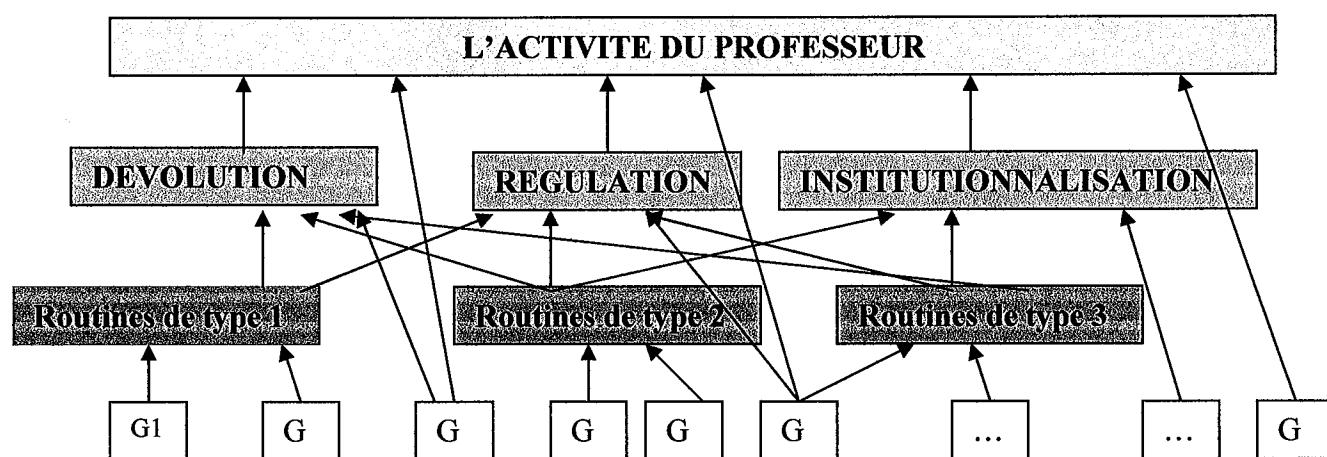 L'ACTIVITE DU PROFESSEUR
DEVOLUTION
REGULATION
INSTITUTIONNALISATION
Routines de type 1
Routines de type 2
Routines de type 3
G1
G
G
G
G
G
...
...
G